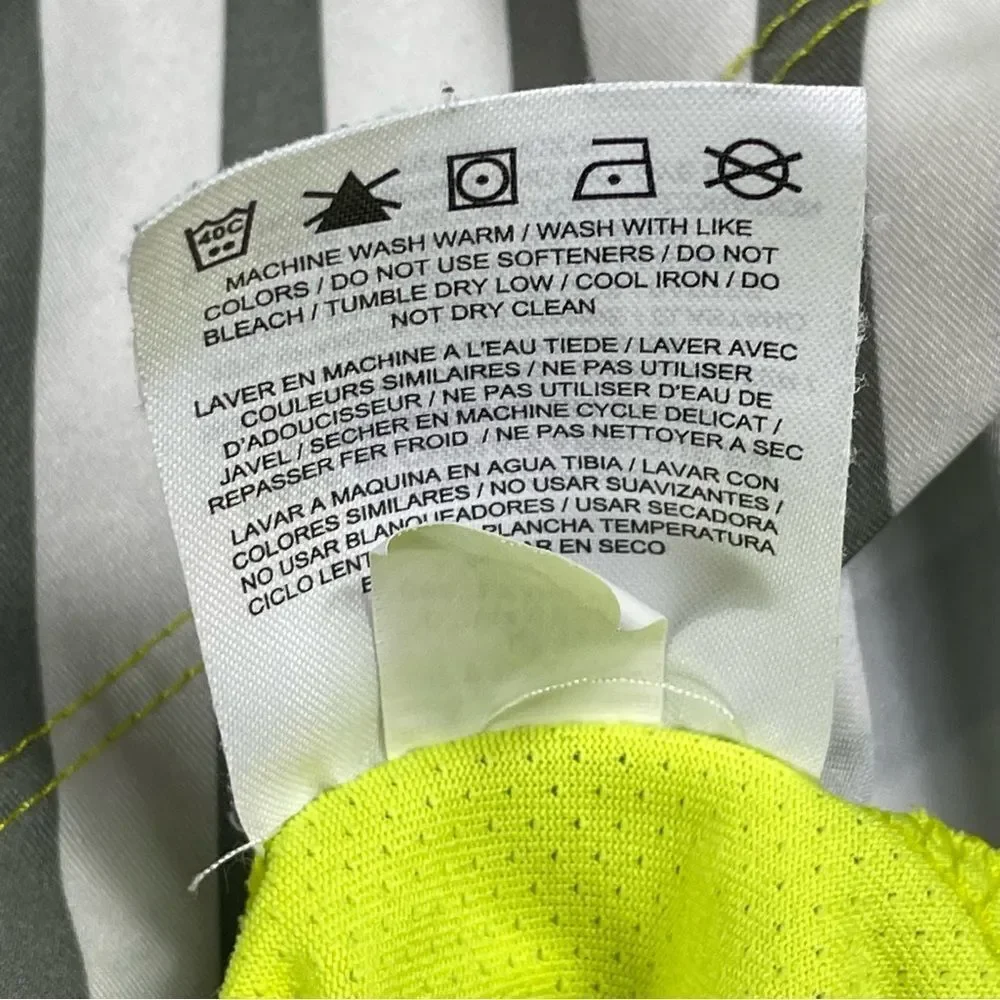 40C
MACHINE WASH WARM / WASH WITH LIKE
COLORS / DO NOT USE SOFTENERS / DO NOT
BLEACH / TUMBLE DRY LOW / COOL IRON / DO
NOT DRY CLEAN
LAVER EN MACHINE A L'EAU TIEDE / LAVER AVEC
COULEURS SIMILAIRES / NE PAS UTILISER
D'ADOUCISSEUR / NE PAS UTILISER D'EAU DE
JAVEL / SECHER EN MACHINE CYCLE DELICAT /
REPASSER FER FROID / NE PAS NETTOYER A SEC
LAVAR A MAQUINA EN AGUA TIBIA / LAVAR CON
COLORES SIMILARES / NO USAR SUAVIZANTES /
NO USAR BLANQUEADORES / USAR SECADORA
CICLO PLANCHA TEMPERATURA
EN SECO